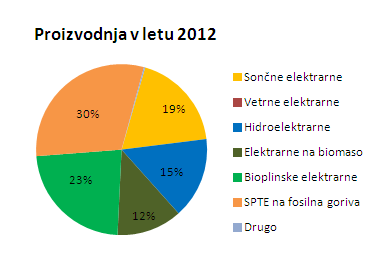 Proizvodnja v letu 2012
19%
15%
12%
23%
30%
Sončne elektrarne
Vetrne elektrarne
Hidroelektrarne
Elektrarne na biomaso
Bioplinske elektrarne
SPTE na fosilna goriva
Drugo